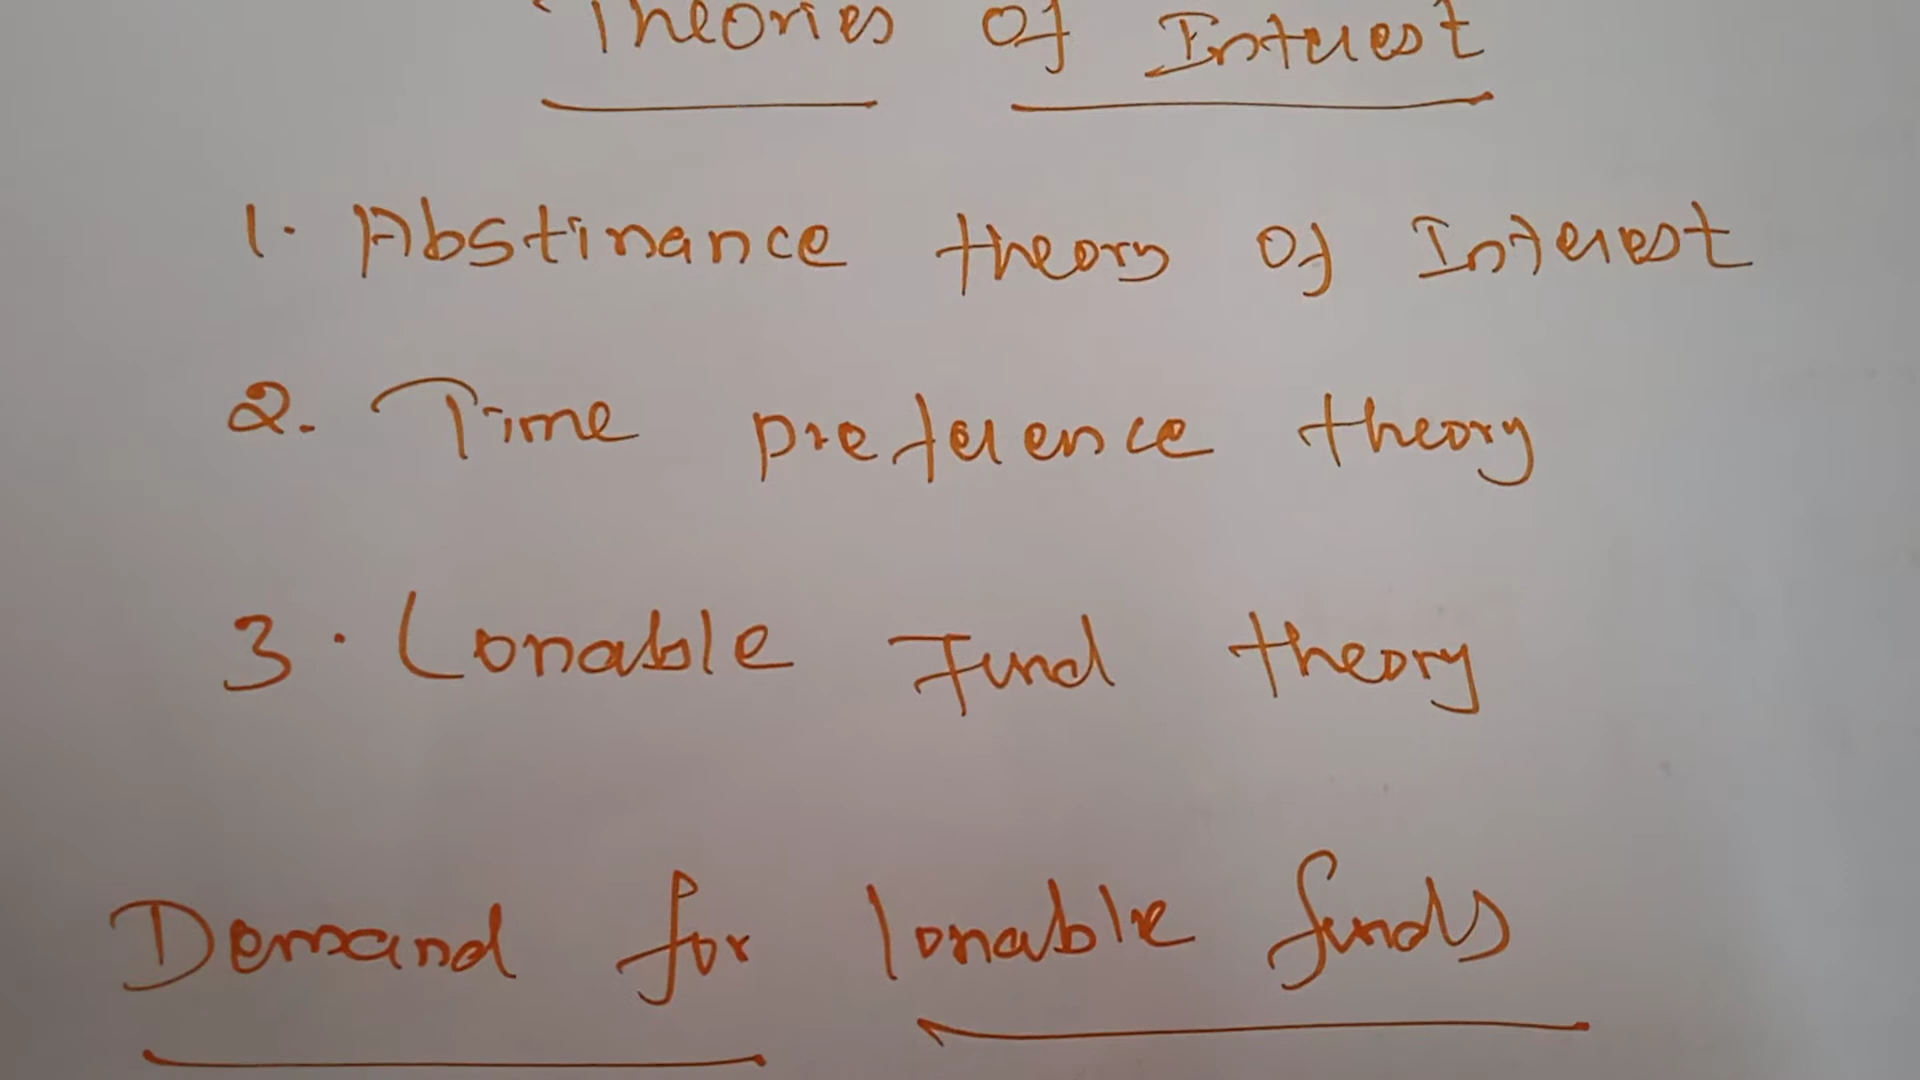 Theories Of Interest
1. Abstinance theory Of Interest
2. Time preference theory
3. Lonable Fund theory
Demand for lonable funds